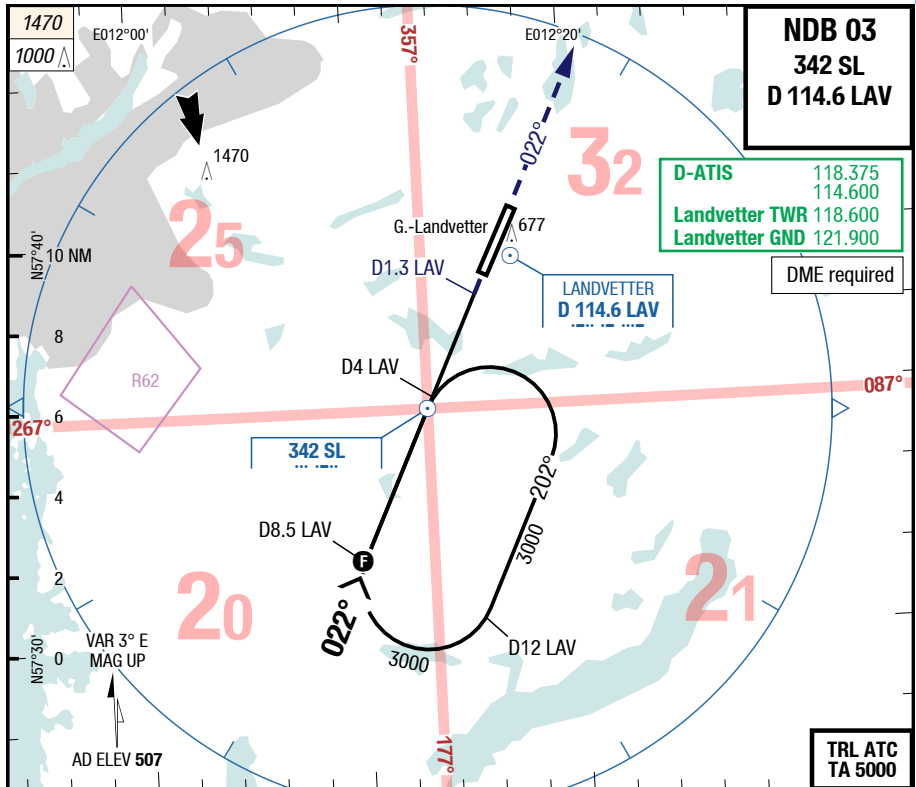 1470
1000
E012°00'
357°
E012°20'
NDB 03
342 SL
D 114.6 LAV
022°
32
D-ATIS 118.375
114.600
Landvetter TWR 118.600
Landvetter GND 121.900
DME required
1470
25
G.-Landvetter
677
N57°40'
10 NM
D1.3 LAV
LANDVETTER
D 114.6 LAV
8
R62
D4 LAV
087°
267°
6
342 SL
202°
4
3000
D8.5 LAV
F
2
20
21
022°
VAR 3° E
MAG UP
D12 LAV
3000
N57°30'
0
177°
AD ELEV 507
TRL ATC
TA 5000